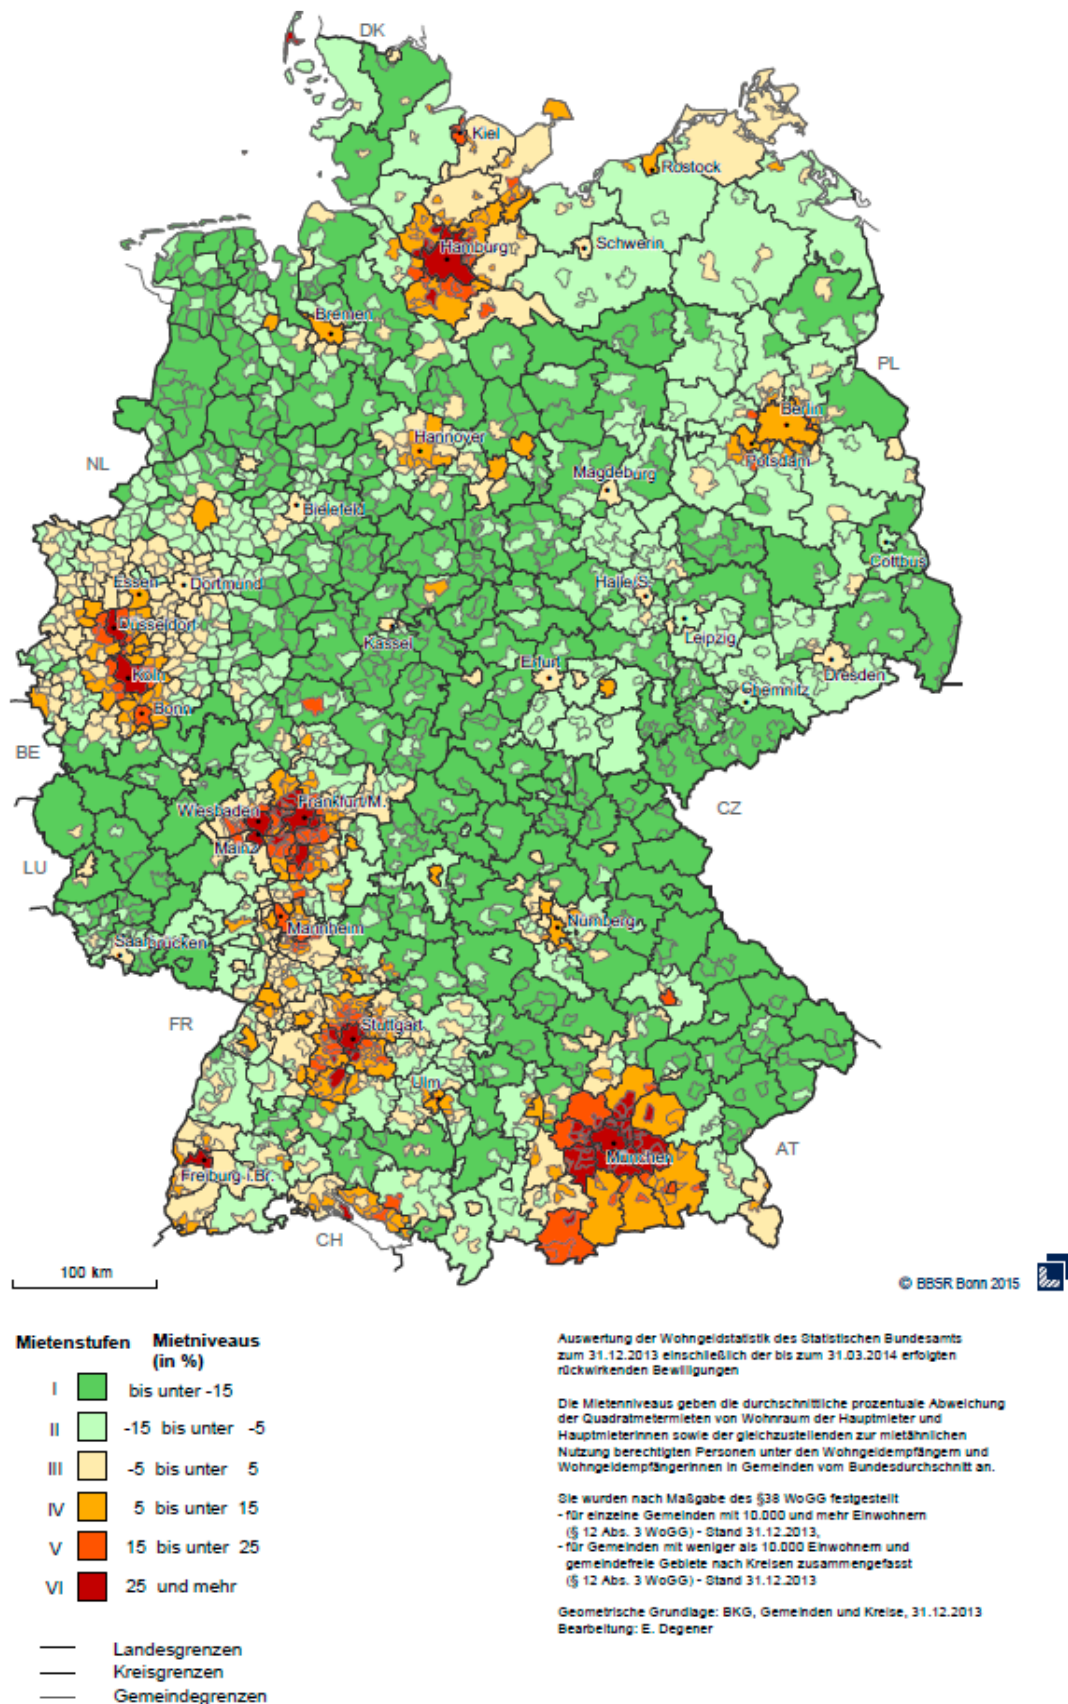 DK
Kiel
Rostock
Hamburg
Schwerin
Bremen
PL
Berlin
Hannover
Potsdam
NL
Magdeburg
Bielefeld
Cottbus
Essen
Dortmund
Halle/S.
Düsseldorf
Leipzig
Kassel
Erfurt
Dresden
Köln
Chemnitz
Bonn
BE
Wiesbaden
Frankfurt/M.
CZ
Mainz
LU
Nürnberg
Mannheim
Saarbrücken
FR
Stuttgart
Ulm
AT
München
Freiburg i.Br.
CH
100 km
© BBSR Bonn 2015
Mietenstufen Mietniveaus
(in %)
I bis unter -15
II -15 bis unter -5
III -5 bis unter 5
IV 5 bis unter 15
V 15 bis unter 25
VI 25 und mehr
Landesgrenzen
Kreisgrenzen
Gemeindegrenzen
Auswertung der Wohngeldstatistik des Statistischen Bundesamts
zum 31.12.2013 einschließlich der bis zum 31.03.2014 erfolgten
rückwirkenden Bewilligungen
Die Mietenniveaus geben die durchschnittliche prozentuale Abweichung
der Quadratmetermieten von Wohnraum der Hauptmieter und
Hauptmieterinnen sowie der gleichzustellenden zur mietähnlichen
Nutzung berechtigten Personen unter den Wohngeldempfängern und
Wohngeldempfängerinnen in Gemeinden vom Bundesdurchschnitt an.
Sie wurden nach Maßgabe des §38 WoGG festgestellt
- für einzelne Gemeinden mit 10.000 und mehr Einwohnern
(§ 12 Abs. 3 WoGG) - Stand 31.12.2013,
- für Gemeinden mit weniger als 10.000 Einwohnern und
gemeindefreie Gebiete nach Kreisen zusammengefasst
(§ 12 Abs. 3 WoGG) - Stand 31.12.2013
Geometrische Grundlage: BKG, Gemeinden und Kreise, 31.12.2013
Bearbeitung: E. Degener